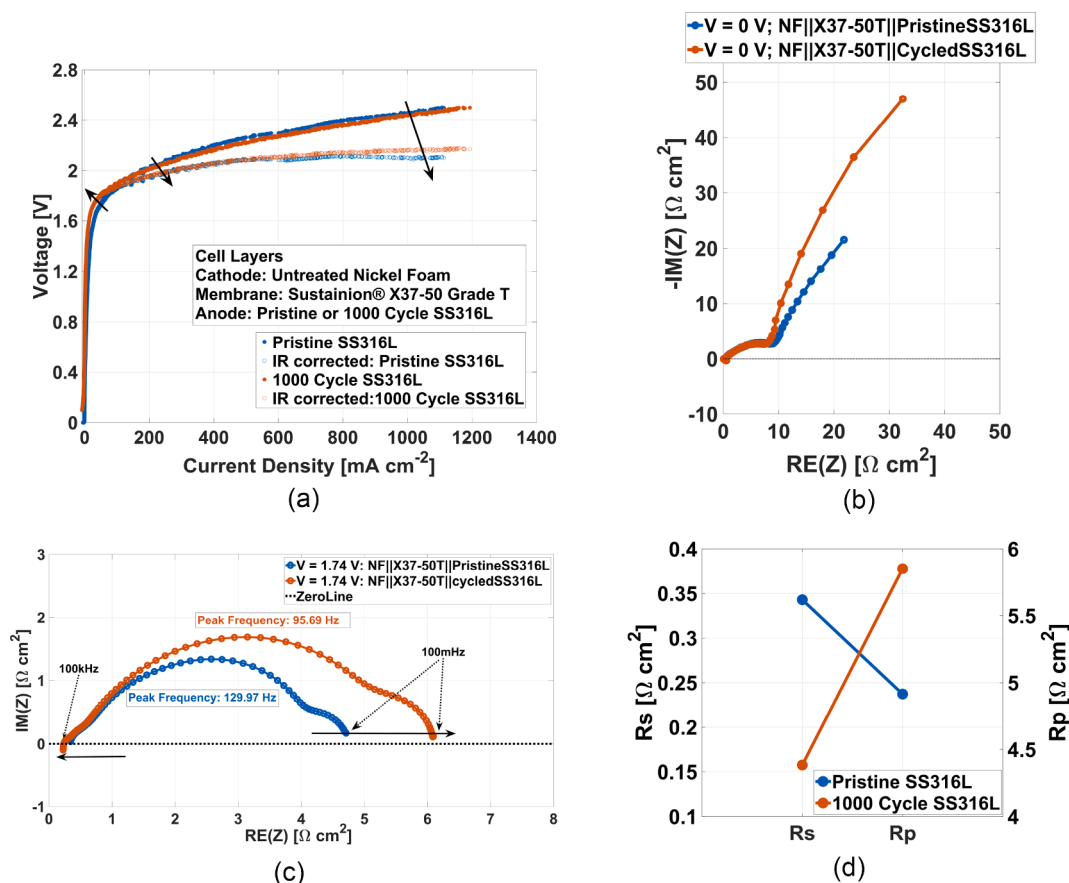 2.8
2.4
2
1.6
1.2
0.8
0.4
0
Voltage [V]
0 200 400 600 800 1000 1200 1400
Current Density [mA cm-2]
Cell Layers
Cathode: Untreated Nickel Foam
Membrane: Sustainion® X37-50 Grade T
Anode: Pristine or 1000 Cycle SS316L
Pristine SS316L
IR corrected: Pristine SS316L
1000 Cycle SS316L
IR corrected:1000 Cycle SS316L
(a)
V = 0 V; NF||X37-50T||PristineSS316L
V = 0 V; NF||X37-50T||CycledSS316L
50
40
30
20
10
0
-10
-IM(Z) [Ω cm2]
0 10 20 30 40 50
RE(Z) [Ω cm2]
(b)
3
2
1
0
-1
IM(Z) [Ω cm2]
V = 1.74 V: NF||X37-50T||PristineSS316L
V = 1.74 V: NF||X37-50T||cycledSS316L
ZeroLine
Peak Frequency: 95.69 Hz
100kHz
100mHz
Peak Frequency: 129.97 Hz
0 1 2 3 4 5 6 7 8
RE(Z) [Ω cm2]
(c)
0.4
0.35
0.3
0.25
0.2
0.15
0.1
Rs [Ω cm2]
6
5.5
5
4.5
4
Rp [Ω cm2]
Pristine SS316L
1000 Cycle SS316L
Rs Rp
(d)